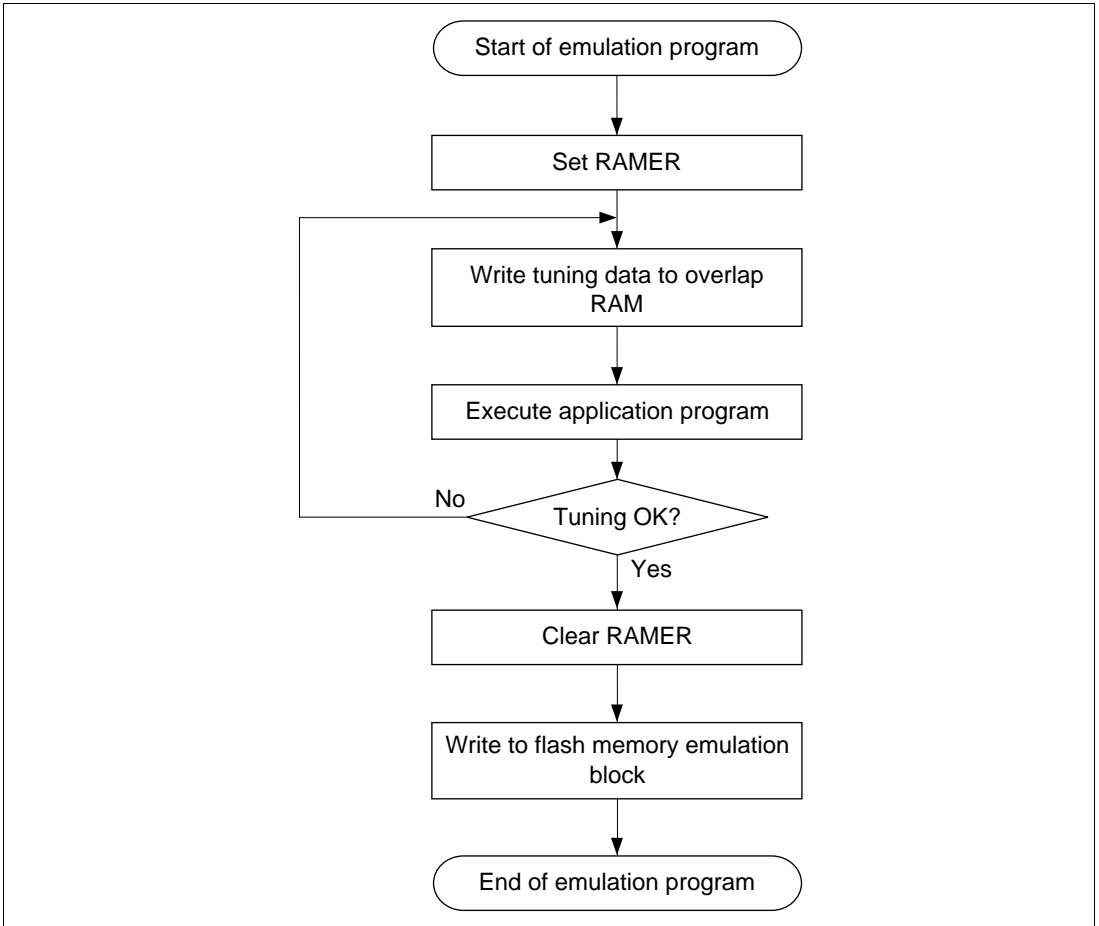 Start of emulation program
Set RAMER
Write tuning data to overlap
RAM
Execute application program
No
Tuning OK?
Yes
Clear RAMER
Write to flash memory emulation
block
End of emulation program